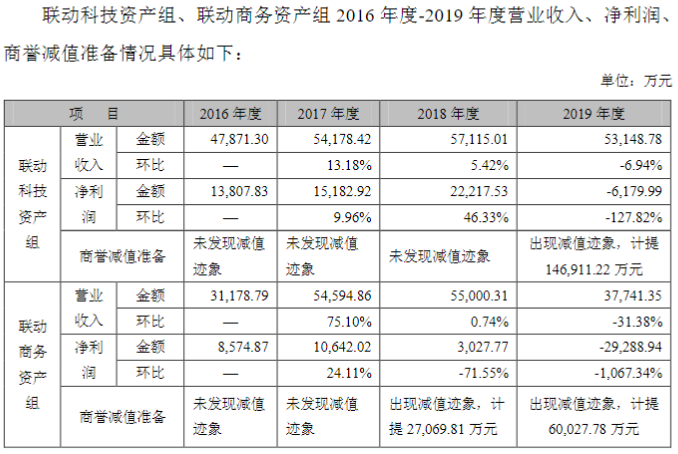 联动科技资产组、联动商务资产组 2016 年度-2019 年度营业收入、净利润、
商誉减值准备情况具体如下：
单位：万元
项 目 2016 年度 2017 年度 2018 年度 2019 年度
联动科技资产组 营业收入 金额 47,871.30 54,178.42 57,115.01 53,148.78
环比 — 13.18% 5.42% -6.94%
净利润 金额 13,807.83 15,182.92 22,217.53 -6,179.99
环比 — 9.96% 46.33% -127.82%
商誉减值准备 未发现减值迹象 未发现减值迹象 未发现减值迹象 出现减值迹象，计提 146,911.22 万元
联动商务资产组 营业收入 金额 31,178.79 54,594.86 55,000.31 37,741.35
环比 — 75.10% 0.74% -31.38%
净利润 金额 8,574.87 10,642.02 3,027.77 -29,288.94
环比 — 24.11% -71.55% -1,067.34%
商誉减值准备 未发现减值迹象 未发现减值迹象 出现减值迹象，计提 27,069.81 万元 出现减值迹象，计提 60,027.78 万元